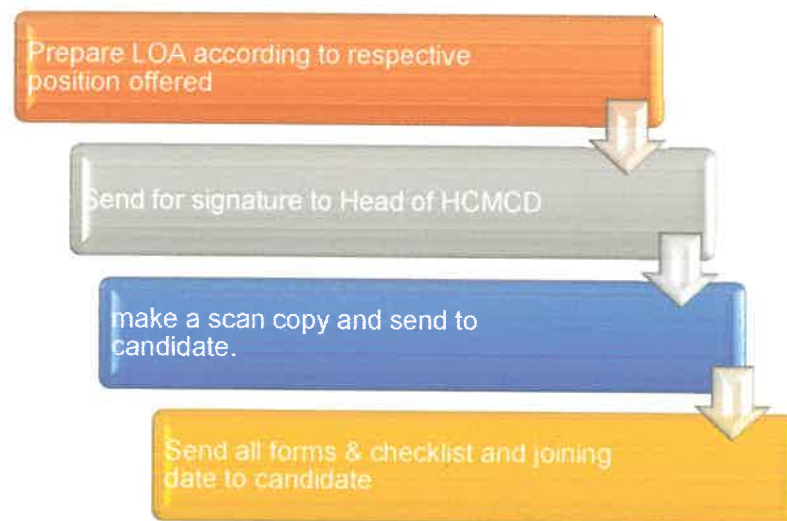 Prepare LOA according to respective
position offered
Send for signature to Head of HCMCD
make a scan copy and send to
candidate.
Send all forms & checklist and joining
date to candidate